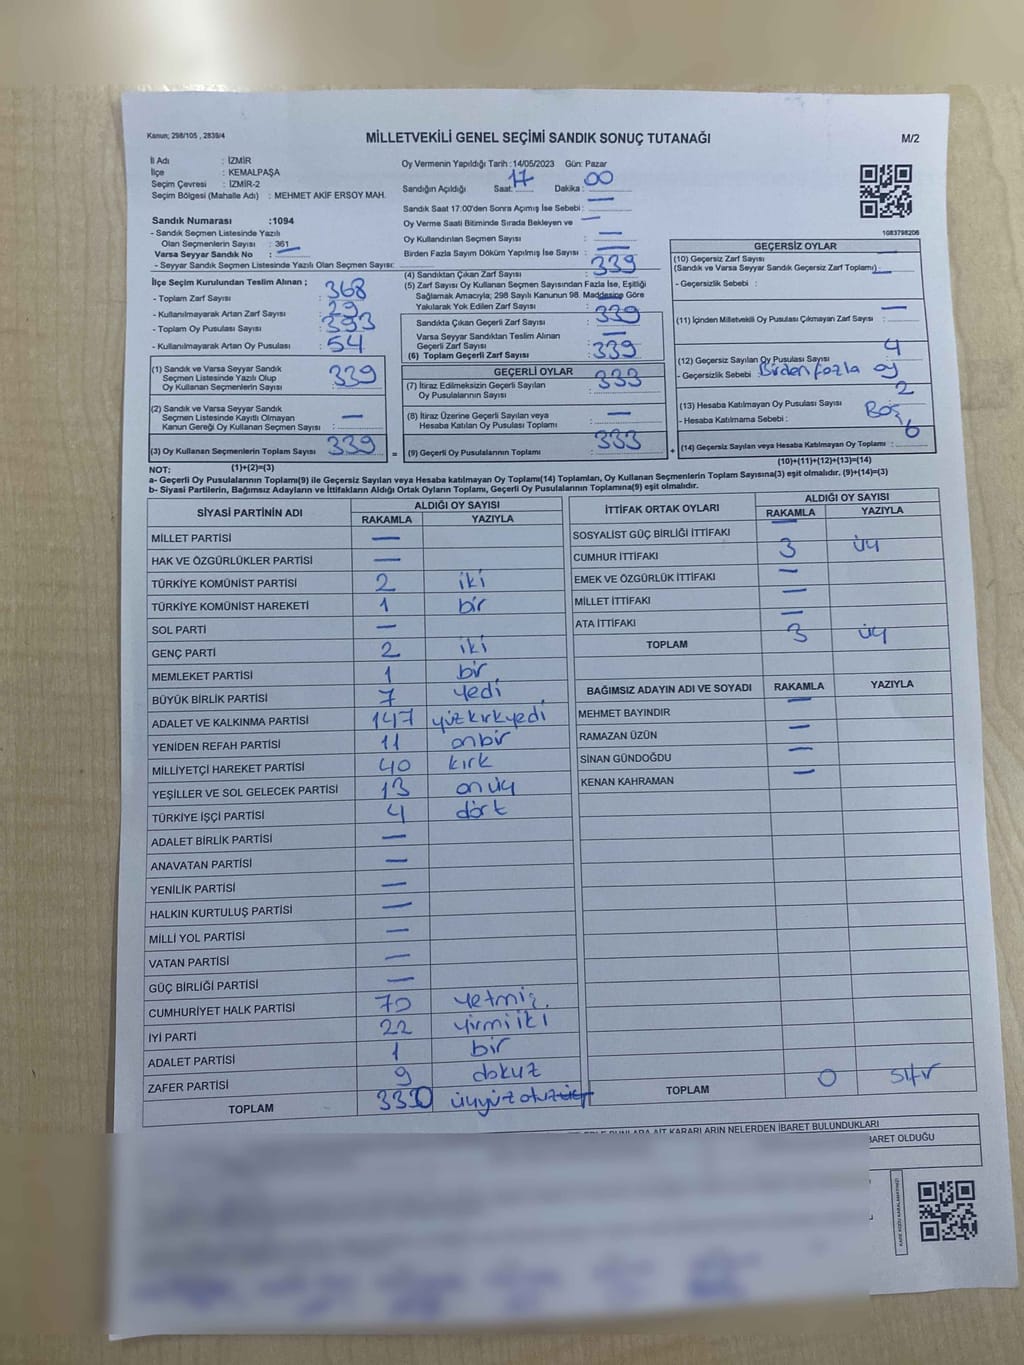 Kanun; 298/105 , 2839/4
MİLLETVEKİLİ GENEL SEÇİMİ SANDIK SONUÇ TUTANAĞI
M/2
İl Adı : İZMİR
İlçe : KEMALPAŞA
Seçim Çevresi : İZMİR-2
Seçim Bölgesi (Mahalle Adı) : MEHMET AKİF ERSOY MAH.
Oy Vermenin Yapıldığı Tarih :14/05/2023 Gün: Pazar
Sandığın Açıldığı Saat: 17 Dakika : 00
Sandık Saat 17:00'den Sonra Açımış İse Sebebi : —
Oy Verme Saati Bitiminde Sırada Bekleyen ve —
Oy Kullandırılan Seçmen Sayısı : —
Birden Fazla Sayım Döküm Yapılmış İse Sayısı : —
1083798206
Sandık Numarası :1094
- Sandık Seçmen Listesinde Yazılı
Olan Seçmenlerin Sayısı : 361
Varsa Seyyar Sandık No : —
- Seyyar Sandık Seçmen Listesinde Yazılı Olan Seçmen Sayısı:
İlçe Seçim Kurulundan Teslim Alınan ;
- Toplam Zarf Sayısı : 368
- Kullanılmayarak Artan Zarf Sayısı : 29
- Toplam Oy Pusulası Sayısı : 393
- Kullanılmayarak Artan Oy Pusulası : 54
(1) Sandık ve Varsa Seyyar Sandık
Seçmen Listesinde Yazılı Olup
Oy Kullanan Seçmenlerin Sayısı : 339
(2) Sandık ve Varsa Seyyar Sandık
Seçmen Listesinde Kayıtlı Olmayan
Kanun Gereği Oy Kullanan Seçmen Sayısı : —
(3) Oy Kullanan Seçmenlerin Toplam Sayısı : 339
(1)+(2)=(3)
(4) Sandıktan Çıkan Zarf Sayısı : 339
(5) Zarf Sayısı Oy Kullanan Seçmen Sayısından Fazla İse, Eşitliği
Sağlamak Amacıyla; 298 Sayılı Kanunun 98. Maddesine Göre
Yakılarak Yok Edilen Zarf Sayısı : —
Sandıkta Çıkan Geçerli Zarf Sayısı : 339
Varsa Seyyar Sandıktan Teslim Alınan
Geçerli Zarf Sayısı : —
(6) Toplam Geçerli Zarf Sayısı : 339
GEÇERLİ OYLAR
(7) İtiraz Edilmeksizin Geçerli Sayılan
Oy Pusulalarının Sayısı : 333
(8) İtiraz Üzerine Geçerli Sayılan veya
Hesaba Katılan Oy Pusulası Toplamı : —
(9) Geçerli Oy Pusulalarının Toplamı : 333
GEÇERSİZ OYLAR
(10) Geçersiz Zarf Sayısı
(Sandık ve Varsa Seyyar Sandık Geçersiz Zarf Toplamı) : —
- Geçersizlik Sebebi :
(11) İçinden Milletvekili Oy Pusulası Çıkmayan Zarf Sayısı : —
(12) Geçersiz Sayılan Oy Pusulası Sayısı : 4
- Geçersizlik Sebebi : Birden fazla oy
(13) Hesaba Katılmayan Oy Pusulası Sayısı : 2
- Hesaba Katılmama Sebebi : Boş
(14) Geçersiz Sayılan veya Hesaba Katılmayan Oy Toplamı : 6
(10)+(11)+(12)+(13)=(14)
NOT:
a- Geçerli Oy Pusulalarının Toplamı(9) ile Geçersiz Sayılan veya Hesaba katılmayan Oy Toplam(14) Toplamları, Oy Kullanan Seçmenlerin Toplam Sayısına(3) eşit olmalıdır. (9)+(14)=(3)
b- Siyasi Partilerin, Bağımsız Adayların ve İttifakların Aldığı Ortak Oyların Toplamı, Geçerli Oy Pusulalarının Toplamına(9) eşit olmalıdır.
SİYASİ PARTİNİN ADI ALDIĞI OY SAYISI
RAKAMLA YAZIYLA
MİLLET PARTİSİ —
HAK VE ÖZGÜRLÜKLER PARTİSİ —
TÜRKİYE KOMÜNİST PARTİSİ 2 iki
TÜRKİYE KOMÜNİST HAREKETİ 1 bir
SOL PARTİ —
GENÇ PARTİ 2 iki
MEMLEKET PARTİSİ 1 bir
BÜYÜK BİRLİK PARTİSİ 7 yedi
ADALET VE KALKINMA PARTİSİ 147 yüzkırkyedi
YENİDEN REFAH PARTİSİ 11 onbir
MİLLİYETÇİ HAREKET PARTİSİ 40 kırk
YEŞİLLER VE SOL GELECEK PARTİSİ 13 onüç
TÜRKİYE İŞÇİ PARTİSİ 4 dört
ADALET BİRLİK PARTİSİ —
ANAVATAN PARTİSİ —
YENİLİK PARTİSİ —
HALKIN KURTULUŞ PARTİSİ —
MİLLİ YOL PARTİSİ —
VATAN PARTİSİ —
GÜÇ BİRLİĞİ PARTİSİ —
CUMHURİYET HALK PARTİSİ 70 yetmiş
İYİ PARTİ 22 yirmiiki
ADALET PARTİSİ 1 bir
ZAFER PARTİSİ 9 dokuz
TOPLAM 330 üçyüzotuz
İTTİFAK ORTAK OYLARI ALDIĞI OY SAYISI
RAKAMLA YAZIYLA
SOSYALİST GÜÇ BİRLİĞİ İTTİFAKI —
CUMHUR İTTİFAKI 3 üç
EMEK VE ÖZGÜRLÜK İTTİFAKI —
MİLLET İTTİFAKI —
ATA İTTİFAKI —
TOPLAM 3 üç
BAĞIMSIZ ADAYIN ADI VE SOYADI RAKAMLA YAZIYLA
MEHMET BAYINDIR —
RAMAZAN ÜZÜN —
SİNAN GÜNDOĞDU —
KENAN KAHRAMAN —
TOPLAM 0 sıfır
KARARLARIN NELERDEN İBARET BULUNDUKLARI
İBARET OLDUĞU